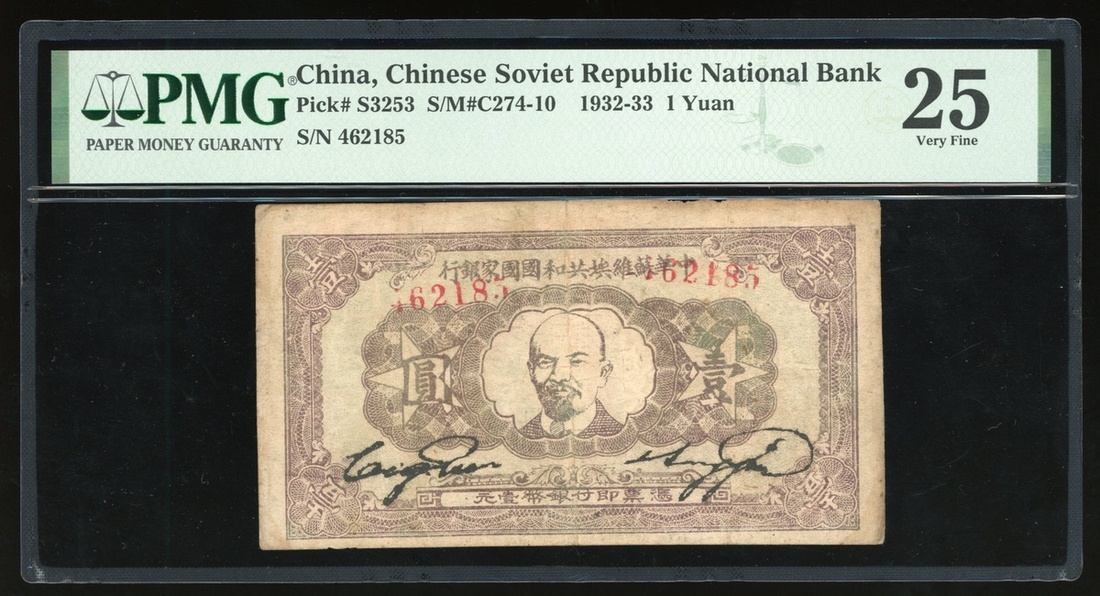 PMG® China, Chinese Soviet Republic National Bank
PAPER MONEY GUARANTY
Pick# S3253 S/M#C274-10 1932-33 1 Yuan
S/N 462185
25
Very Fine
中華蘇維埃共和國國家銀行
462185 462185
壹圓
憑票即付銀幣壹元